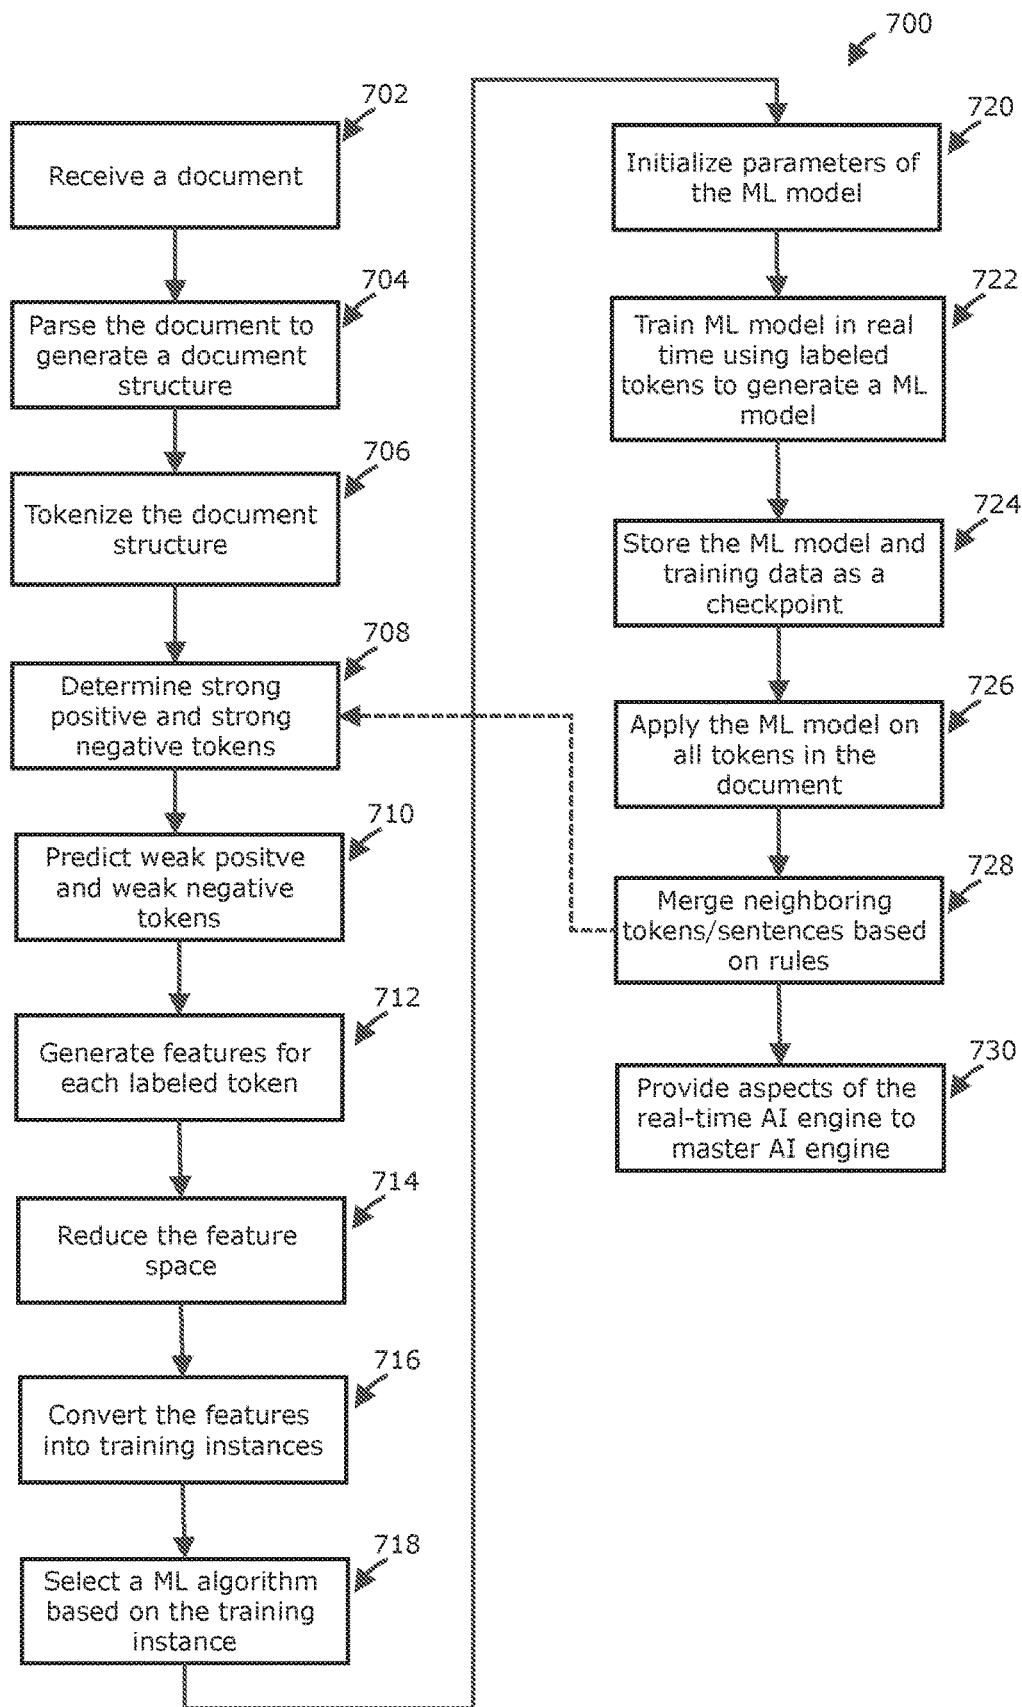 700
702
Receive a document
704
Parse the document to
generate a document
structure
706
Tokenize the document
structure
708
Determine strong
positive and strong
negative tokens
710
Predict weak positve
and weak negative
tokens
712
Generate features for
each labeled token
714
Reduce the feature
space
716
Convert the features
into training instances
718
Select a ML algorithm
based on the training
instance
720
Initialize parameters of
the ML model
722
Train ML model in real
time using labeled
tokens to generate a ML
model
724
Store the ML model and
training data as a
checkpoint
726
Apply the ML model on
all tokens in the
document
728
Merge neighboring
tokens/sentences based
on rules
730
Provide aspects of the
real-time AI engine to
master AI engine